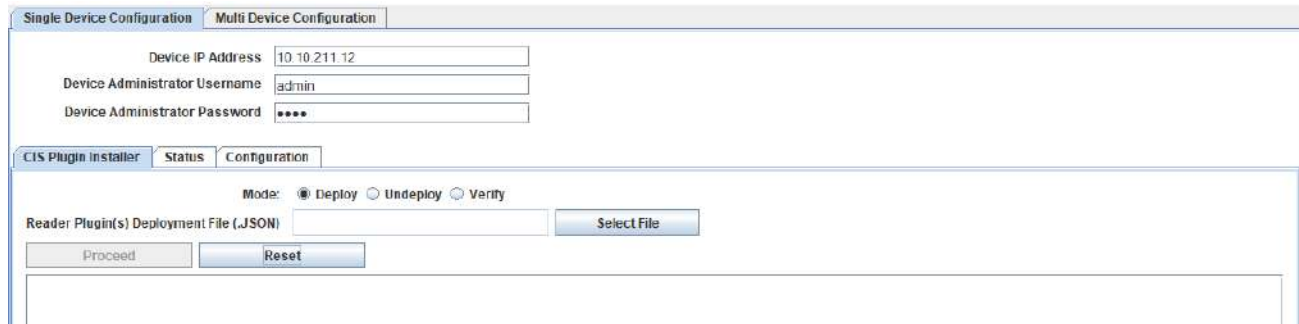 Single Device Configuration Multi Device Configuration
Device IP Address 10.10.211.12
Device Administrator Username admin
Device Administrator Password ••••
CIS Plugin Installer Status Configuration
Mode: Deploy Undeploy Verify
Reader Plugin(s) Deployment File (.JSON) Select File
Proceed Reset